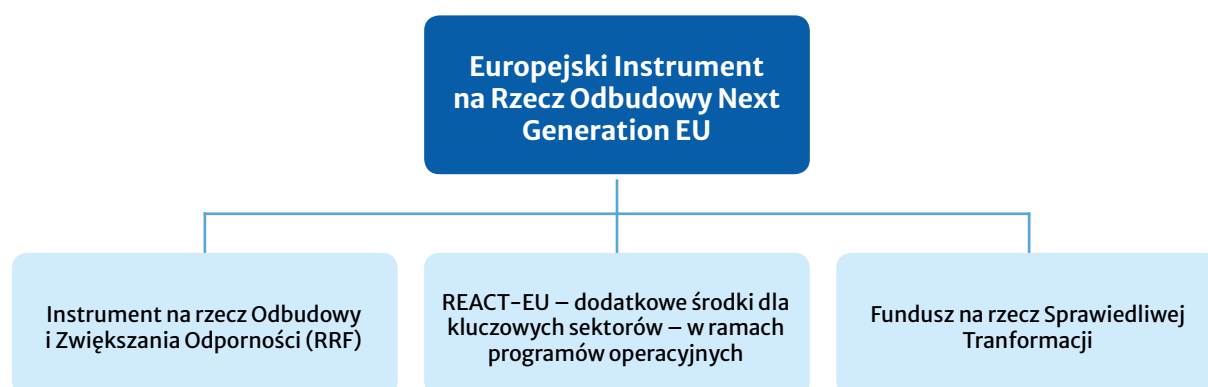 Europejski Instrument
na Rzecz Odbudowy Next
Generation EU
Instrument na rzecz Odbudowy
i Zwiększania Odporności (RRF)
REACT-EU – dodatkowe środki dla
kluczowych sektorów – w ramach
programów operacyjnych
Fundusz na rzecz Sprawiedliwej
Tranformacji